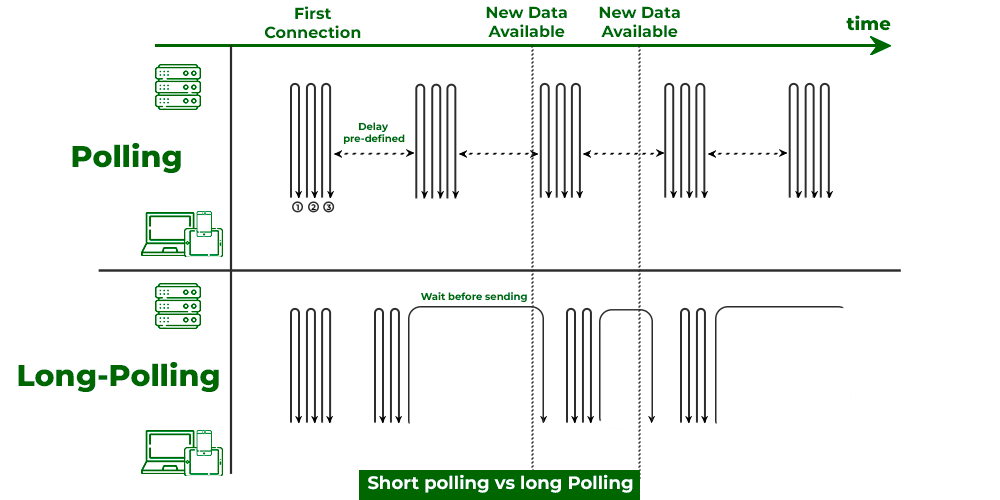 First
Connection
New Data
Available
New Data
Available
time
Polling
Delay
pre-defined
1 2 3
Wait before sending
Long-Polling
Short polling vs long Polling